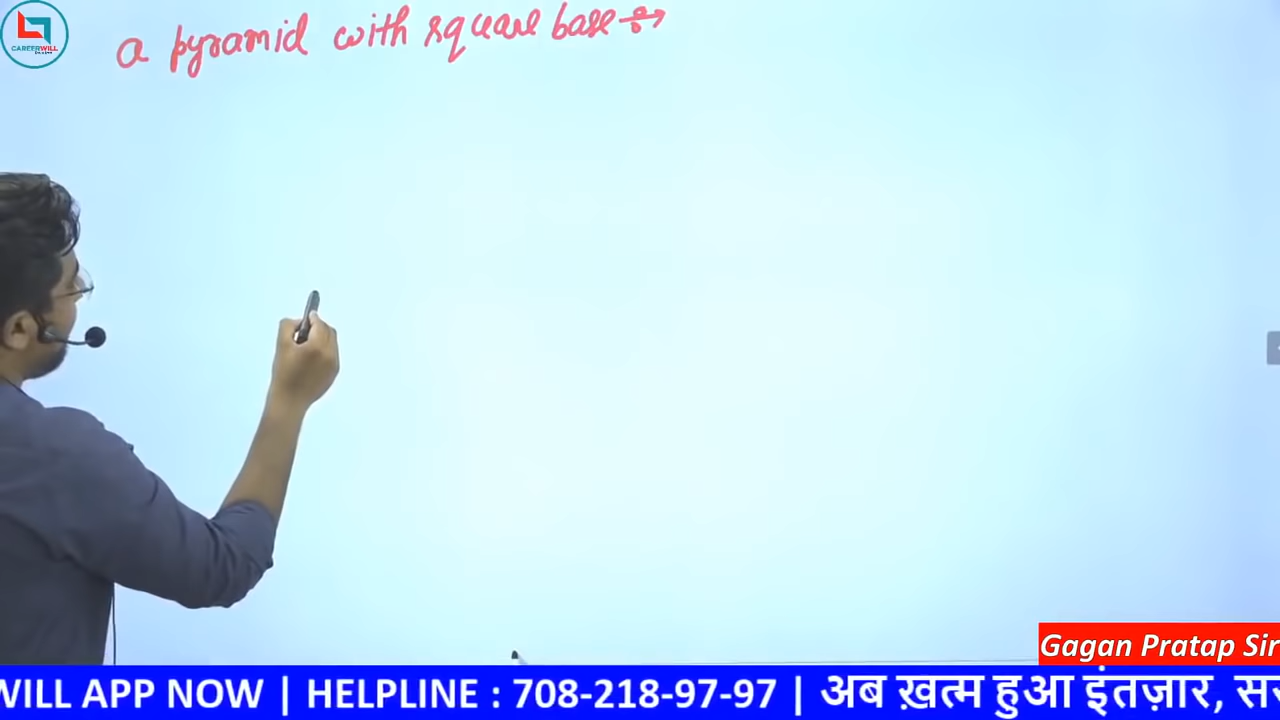 a pyramid with square base ÷→
CAREERWILL
Gagan Pratap Sir
WILL APP NOW | HELPLINE : 708-218-97-97 | अब ख़त्म हुआ इंतज़ार,